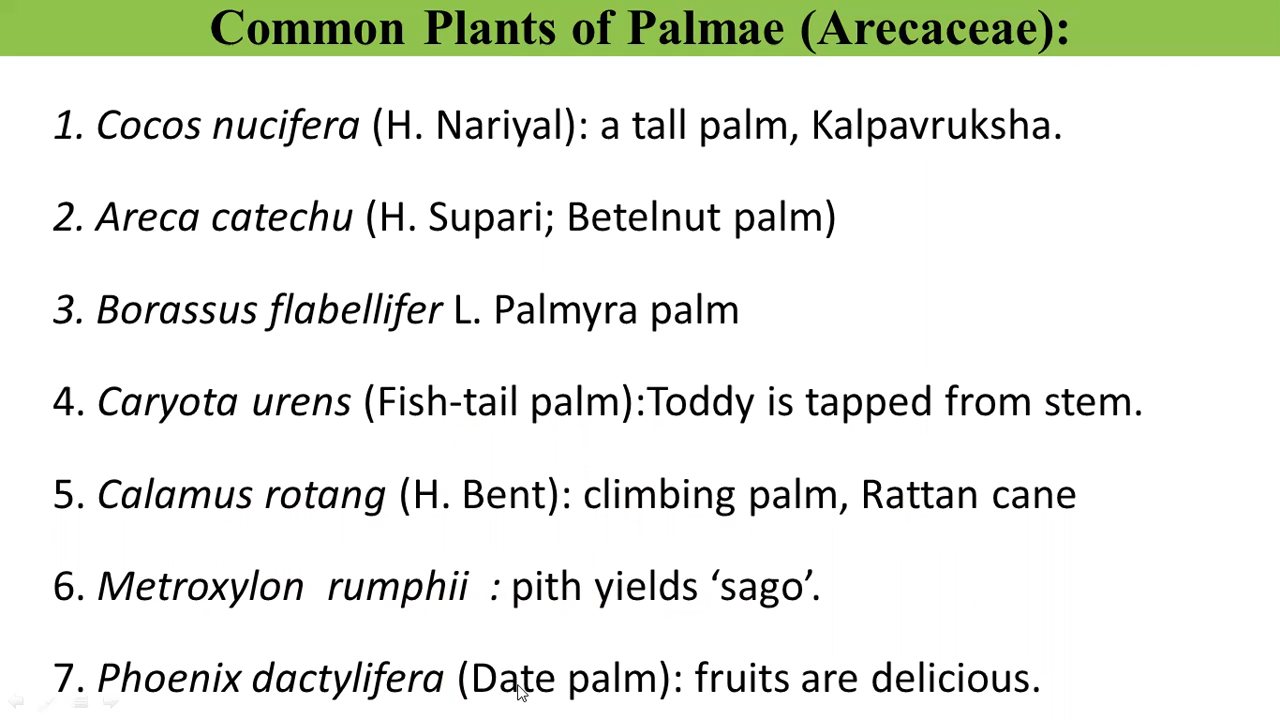 Common Plants of Palmae (Arecaceae):
1. Cocos nucifera (H. Nariyal): a tall palm, Kalpavruksha.
2. Areca catechu (H. Supari; Betelnut palm)
3. Borassus flabellifer L. Palmyra palm
4. Caryota urens (Fish-tail palm):Toddy is tapped from stem.
5. Calamus rotang (H. Bent): climbing palm, Rattan cane
6. Metroxylon rumphii : pith yields ‘sago’.
7. Phoenix dactylifera (Date palm): fruits are delicious.